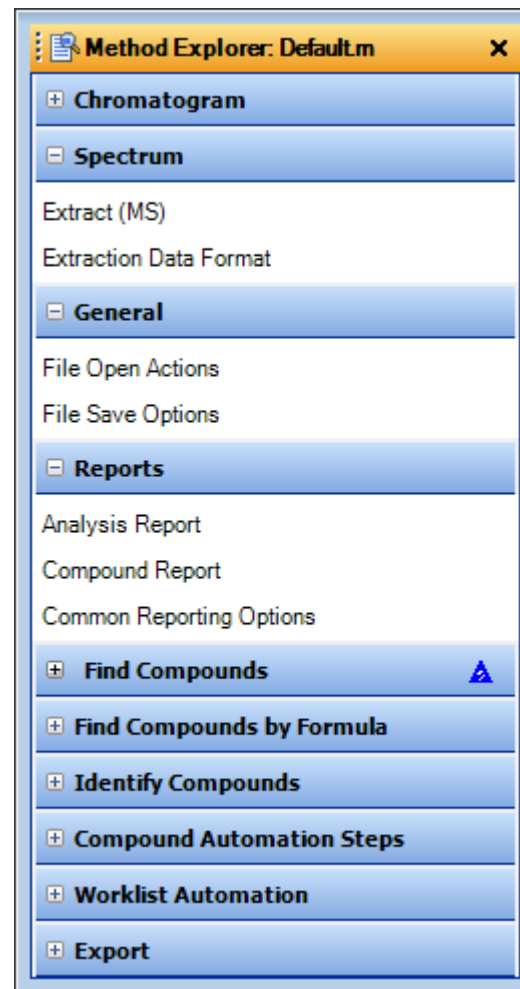 Method Explorer: Default.m
Chromatogram
Spectrum
Extract (MS)
Extraction Data Format
General
File Open Actions
File Save Options
Reports
Analysis Report
Compound Report
Common Reporting Options
Find Compounds
Find Compounds by Formula
Identify Compounds
Compound Automation Steps
Worklist Automation
Export